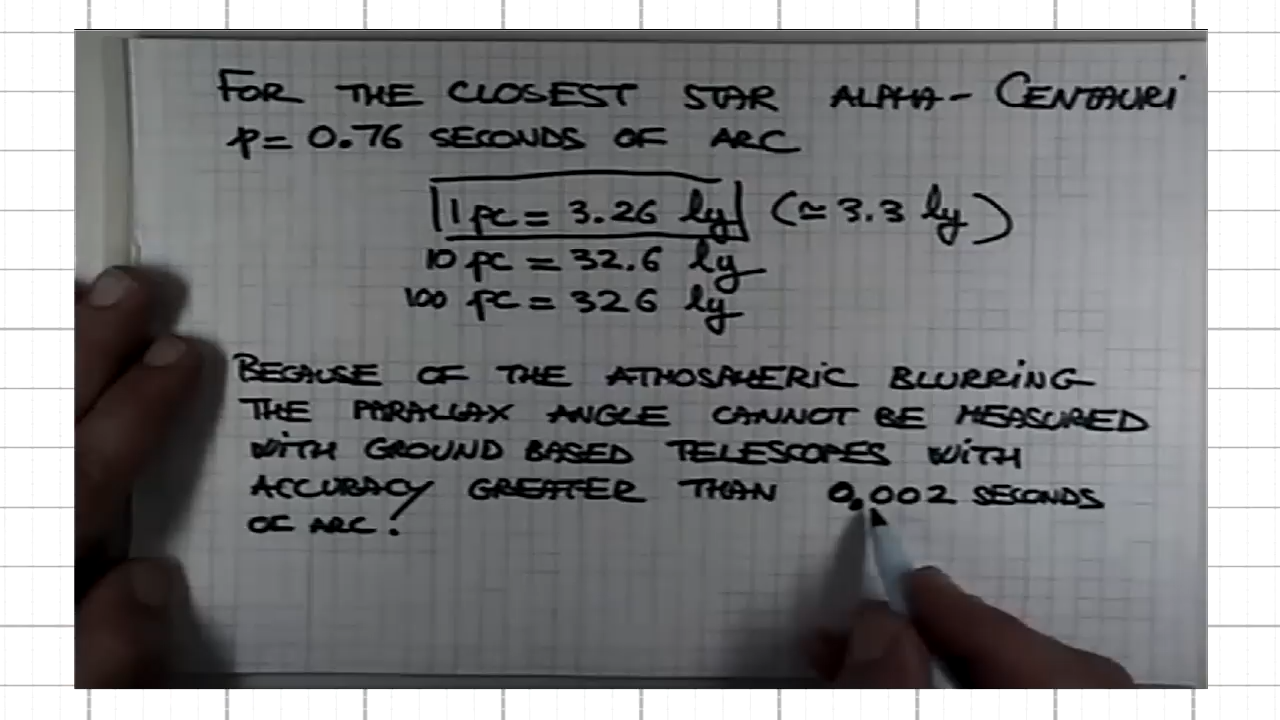 FOR THE CLOSEST STAR ALPHA- CENTAURI
p= 0.76 SECONDS OF ARC
1 pc = 3.26 ly (≃ 3.3 ly)
10 pc = 32.6 ly
100 pc = 326 ly
BECAUSE OF THE ATMOSPHERIC BLURRING
THE PARALLAX ANGLE CANNOT BE MEASURED
WITH GROUND BASED TELESCOPES WITH
ACCURACY GREATER THAN 0.002 SECONDS
OF ARC!